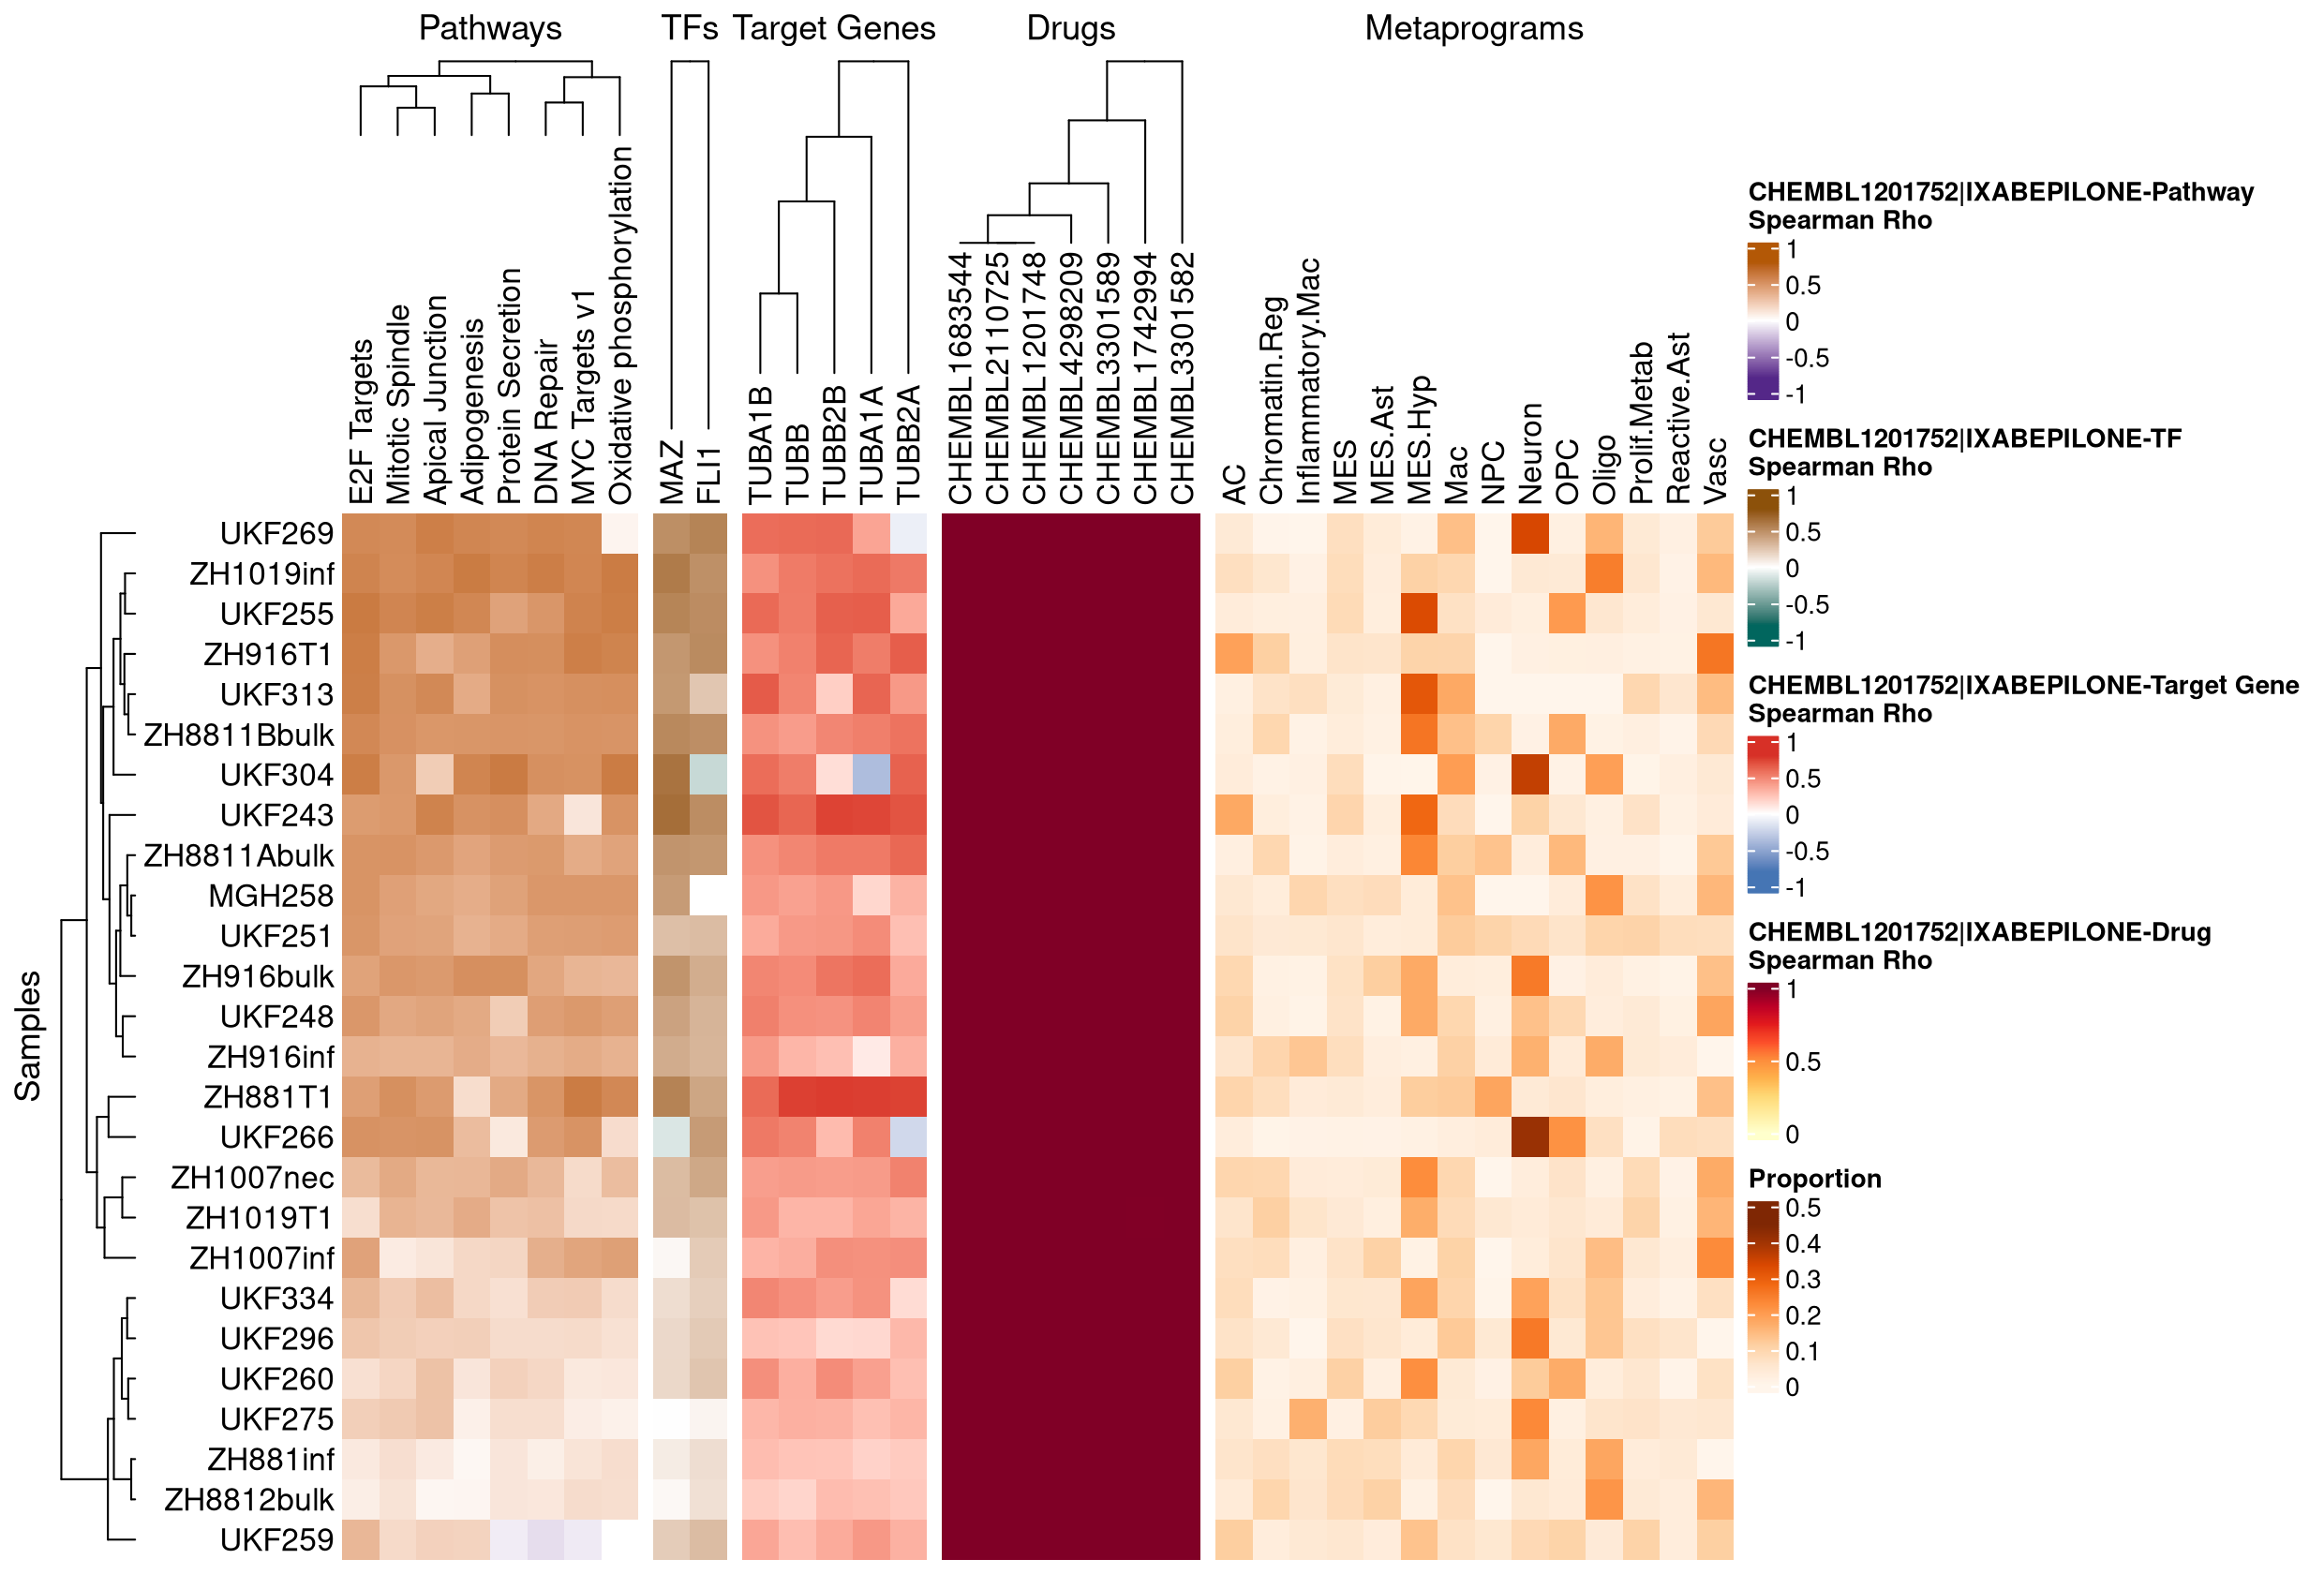 Pathways
TFs
Target Genes
Drugs
Metaprograms
E2F Targets
Mitotic Spindle
Apical Junction
Adipogenesis
Protein Secretion
DNA Repair
MYC Targets v1
Oxidative phosphorylation
MAZ
FLI1
TUBA1B
TUBB
TUBB2B
TUBA1A
TUBB2A
CHEMBL1683544
CHEMBL2110725
CHEMBL1201748
CHEMBL4298209
CHEMBL3301589
CHEMBL1742994
CHEMBL3301582
AC
Chromatin.Reg
Inflammatory.Mac
MES
MES.Ast
MES.Hyp
Mac
NPC
Neuron
OPC
Oligo
Prolif.Metab
Reactive.Ast
Vasc
Samples
UKF269
ZH1019inf
UKF255
ZH916T1
UKF313
ZH8811Bbulk
UKF304
UKF243
ZH8811Abulk
MGH258
UKF251
ZH916bulk
UKF248
ZH916inf
ZH881T1
UKF266
ZH1007nec
ZH1019T1
ZH1007inf
UKF334
UKF296
UKF260
UKF275
ZH881inf
ZH8812bulk
UKF259
CHEMBL1201752|IXABEPILONE-Pathway
Spearman Rho
1
0.5
0
-0.5
-1
CHEMBL1201752|IXABEPILONE-TF
Spearman Rho
1
0.5
0
-0.5
-1
CHEMBL1201752|IXABEPILONE-Target Gene
Spearman Rho
1
0.5
0
-0.5
-1
CHEMBL1201752|IXABEPILONE-Drug
Spearman Rho
1
0.5
0
Proportion
0.5
0.4
0.3
0.2
0.1
0